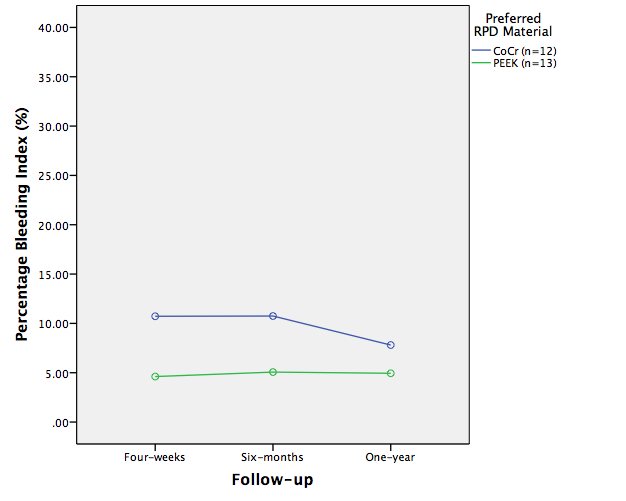 Preferred
RPD Material
CoCr (n=12)
PEEK (n=13)
Percentage Bleeding Index (%)
40.00
35.00
30.00
25.00
20.00
15.00
10.00
5.00
.00
Four-weeks
Six-months
One-year
Follow-up